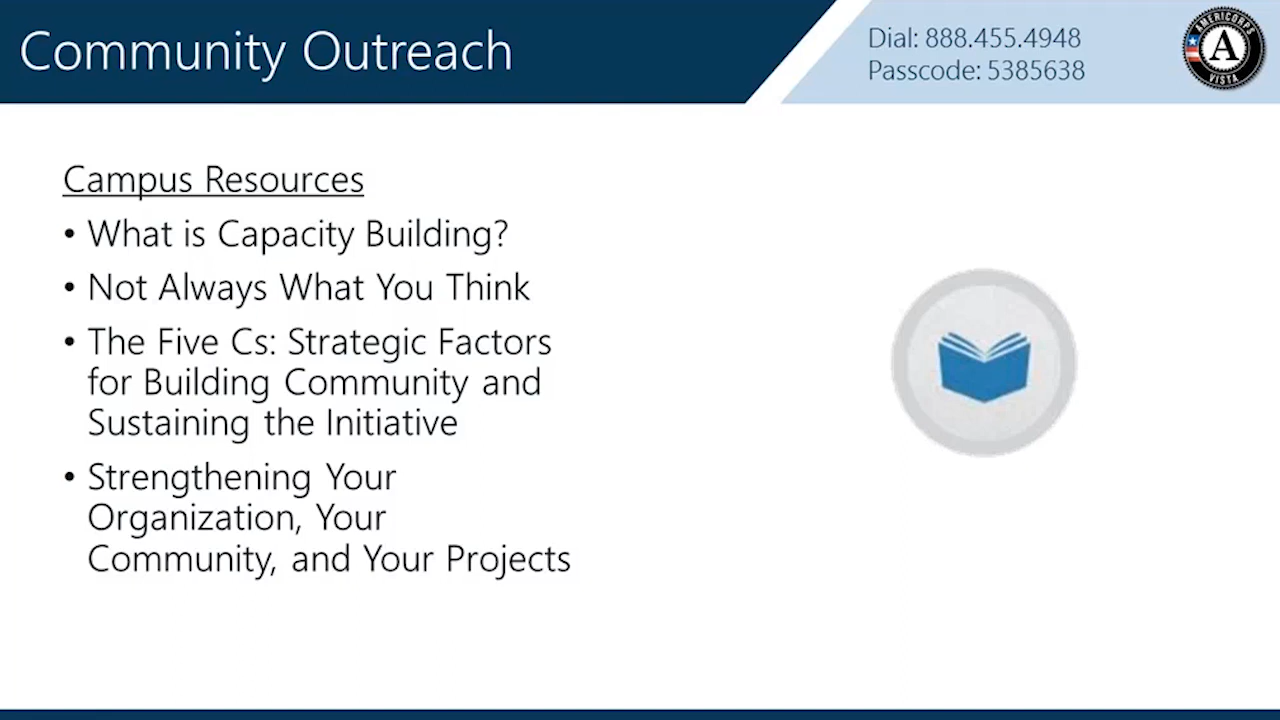 Community Outreach
Dial: 888.455.4948
Passcode: 5385638
AMERICORPS
A
VISTA
Campus Resources
• What is Capacity Building?
• Not Always What You Think
• The Five Cs: Strategic Factors
for Building Community and
Sustaining the Initiative
• Strengthening Your
Organization, Your
Community, and Your Projects